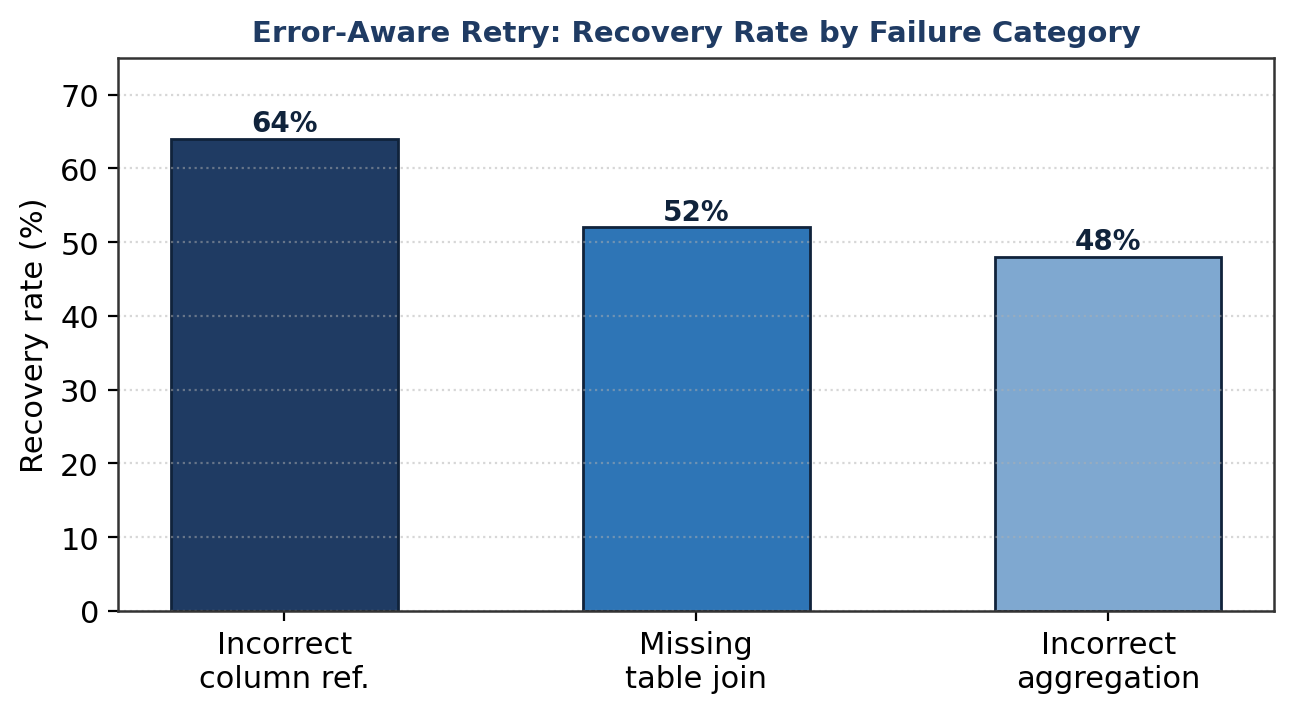 Error-Aware Retry: Recovery Rate by Failure Category
Recovery rate (%)
70
60
50
40
30
20
10
0
64%
52%
48%
Incorrect
column ref.
Missing
table join
Incorrect
aggregation